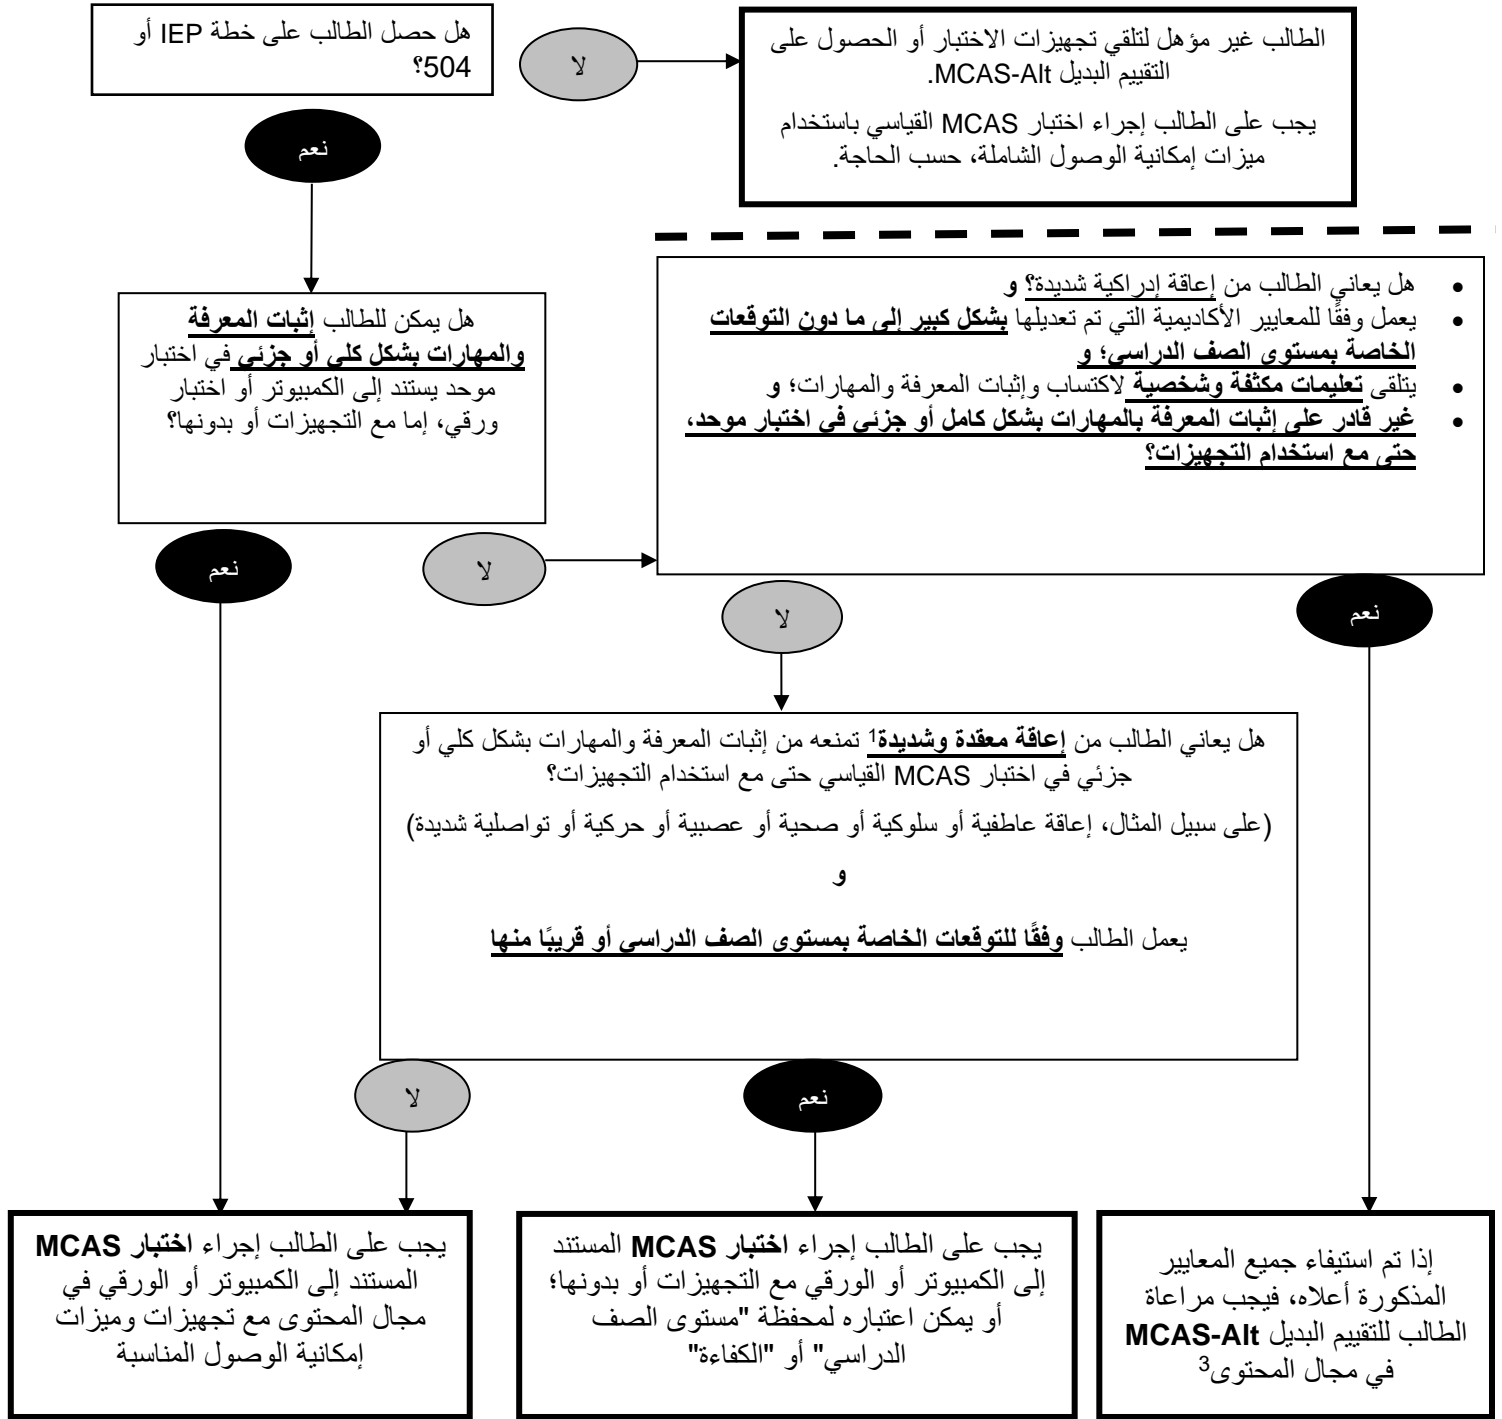 هل حصل الطالب على خطة IEP أو
504؟
لا
الطالب غير مؤهل لتلقي تجهيزات الاختبار أو الحصول على
التقييم البديل MCAS-Alt.
يجب على الطالب إجراء اختبار MCAS القياسي باستخدام
ميزات إمكانية الوصول الشاملة، حسب الحاجة.
نعم
هل يمكن للطالب إثبات المعرفة
والمهارات بشكل كلي أو جزئي في اختبار
موحد يستند إلى الكمبيوتر أو اختبار
ورقي، إما مع التجهيزات أو بدونها؟
• هل يعاني الطالب من إعاقة إدراكية شديدة؟ و
• يعمل وفقًا للمعايير الأكاديمية التي تم تعديلها بشكل كبير إلى ما دون التوقعات
الخاصة بمستوى الصف الدراسي؛ و
• يتلقى تعليمات مكثفة وشخصية لاكتساب وإثبات المعرفة والمهارات؛ و
• غير قادر على إثبات المعرفة بالمهارات بشكل كامل أو جزئي في اختبار موحد،
حتى مع استخدام التجهيزات؟
نعم
لا
لا
نعم
هل يعاني الطالب من إعاقة معقدة وشديدة¹ تمنعه من إثبات المعرفة والمهارات بشكل كلي أو
جزئي في اختبار MCAS القياسي حتى مع استخدام التجهيزات؟
(على سبيل المثال، إعاقة عاطفية أو سلوكية أو صحية أو عصبية أو حركية أو تواصلية شديدة)
و
يعمل الطالب وفقًا للتوقعات الخاصة بمستوى الصف الدراسي أو قريبًا منها
لا
نعم
يجب على الطالب إجراء اختبار MCAS
المستند إلى الكمبيوتر أو الورقي في
مجال المحتوى مع تجهيزات وميزات
إمكانية الوصول المناسبة
يجب على الطالب إجراء اختبار MCAS المستند
إلى الكمبيوتر أو الورقي مع التجهيزات أو بدونها؛
أو يمكن اعتباره لمحفظة "مستوى الصف
الدراسي" أو "الكفاءة"
إذا تم استيفاء جميع المعايير
المذكورة أعلاه، فيجب مراعاة
الطالب للتقييم البديل MCAS-Alt
في مجال المحتوى³